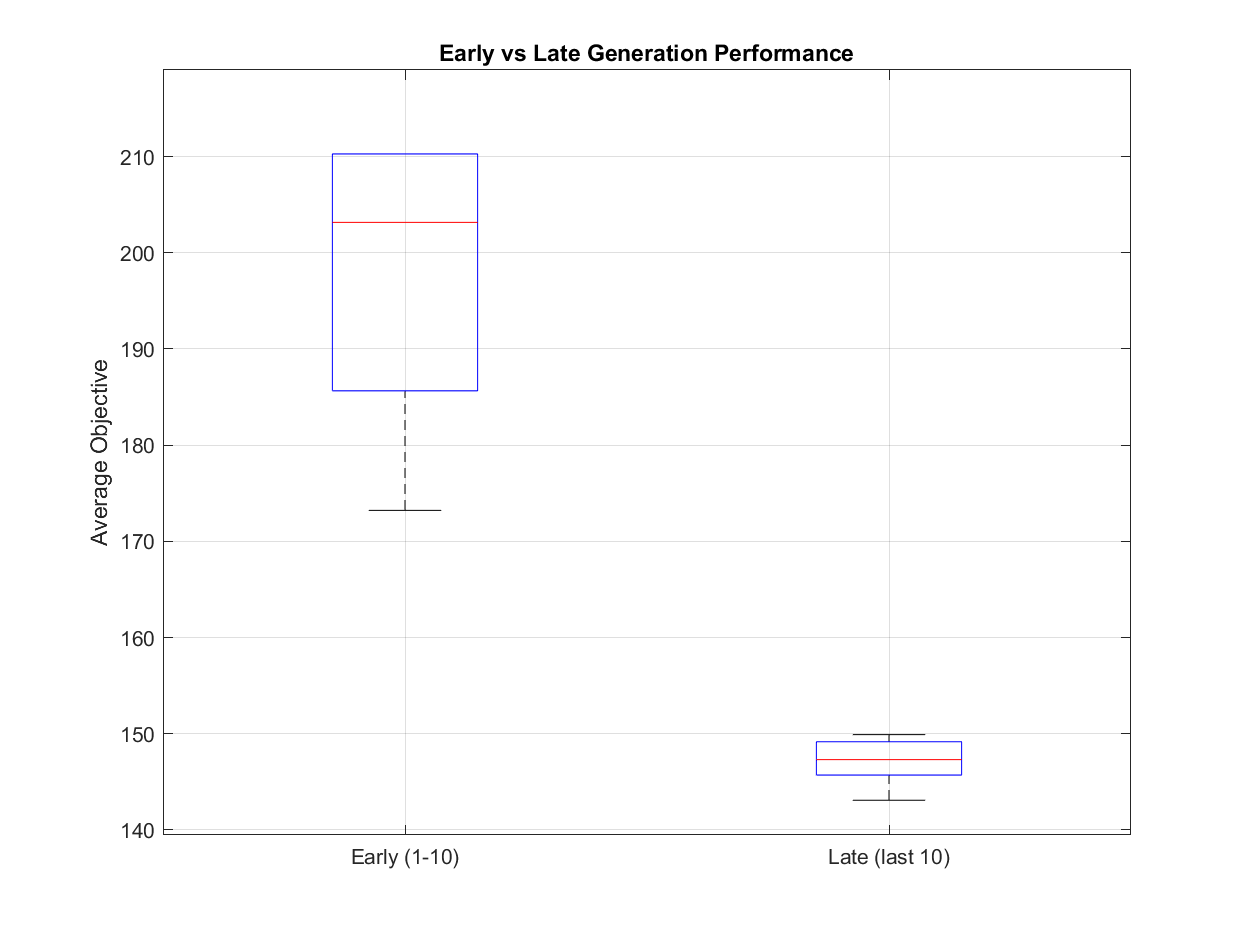 Early vs Late Generation Performance
Average Objective
210
200
190
180
170
160
150
140
Early (1-10)
Late (last 10)